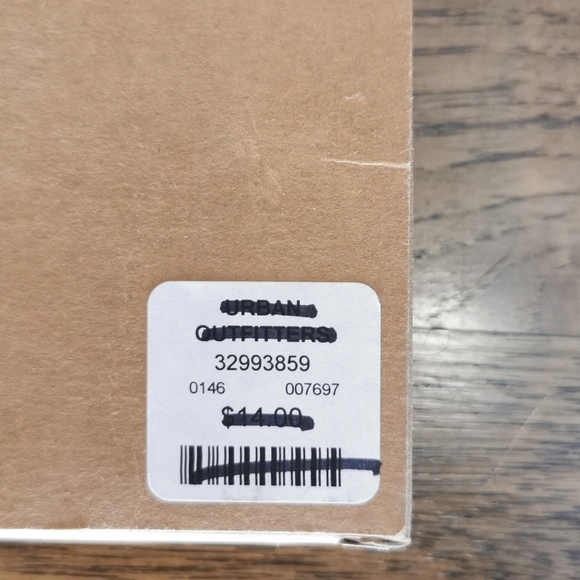 URBAN
OUTFITTERS
32993859
0146 007697
$14.00